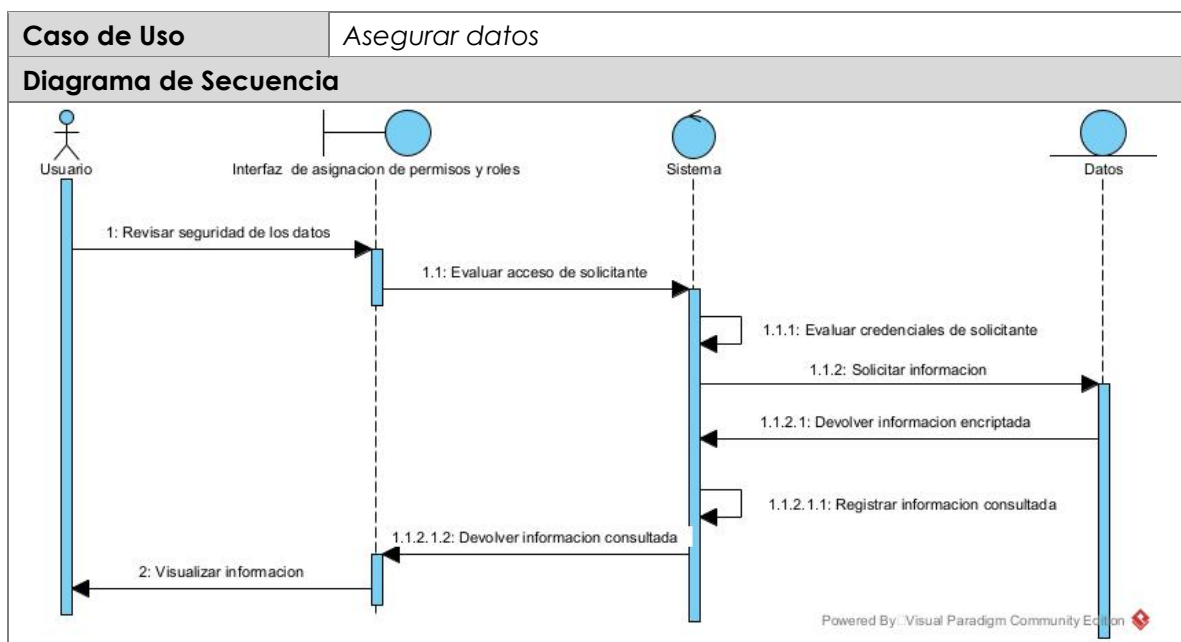 Caso de Uso Asegurar datos
Diagrama de Secuencia
Usuario Interfaz de asignacion de permisos y roles Sistema Datos
1: Revisar seguridad de los datos
1.1: Evaluar acceso de solicitante
1.1.1: Evaluar credenciales de solicitante
1.1.2: Solicitar informacion
1.1.2.1: Devolver informacion encriptada
1.1.2.1.1: Registrar informacion consultada
1.1.2.1.2: Devolver informacion consultada
2: Visualizar informacion
Powered By Visual Paradigm Community Edition